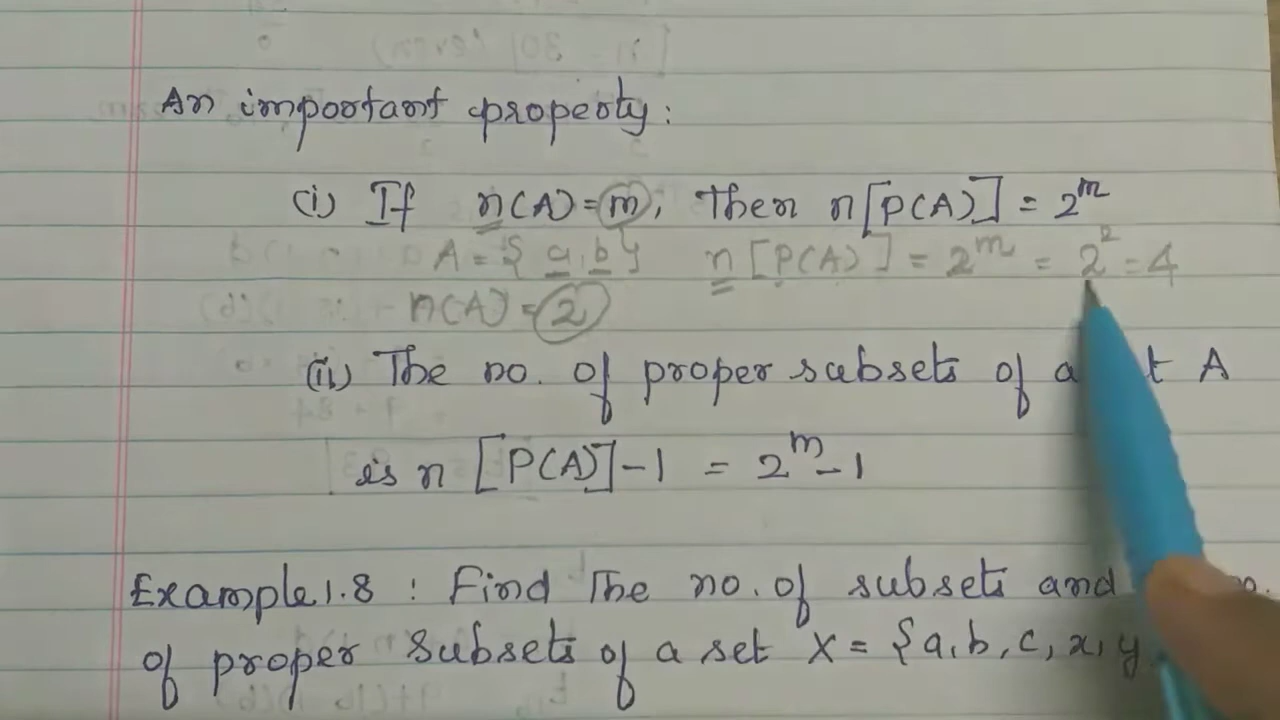 An important property:
(i) If n(A) = m, Then n[P(A)] = 2^m
A = { a, b } n[P(A)] = 2^m = 2^2 = 4
n(A) = 2
(ii) The no. of proper subsets of a A
is n [P(A)] - 1 = 2^m - 1
Example 1.8 : Find The no. of subsets and
of proper subsets of a set X = {a, b, c, x, y